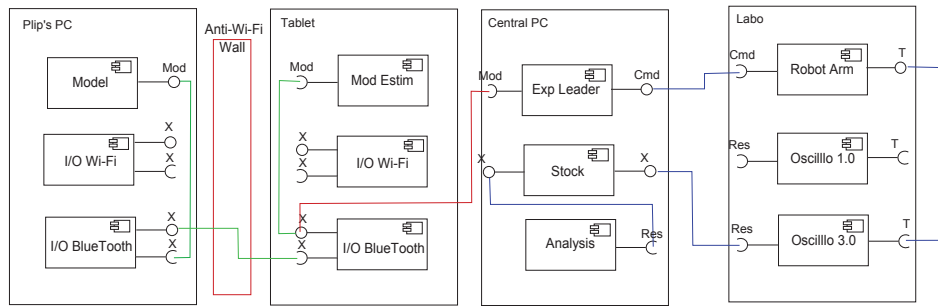 Plip's PC
Anti-Wi-Fi
Wall
Tablet
Central PC
Labo
Mod
Model
Mod
Mod Estim
Mod
Exp Leader
Cmd
Cmd
Robot Arm
T
X
X
I/O Wi-Fi
X
X
I/O Wi-Fi
X
Stock
X
Res
Oscilllo 1.0
T
X
X
I/O BlueTooth
X
X
I/O BlueTooth
Analysis
Res
Res
Oscilllo 3.0
T